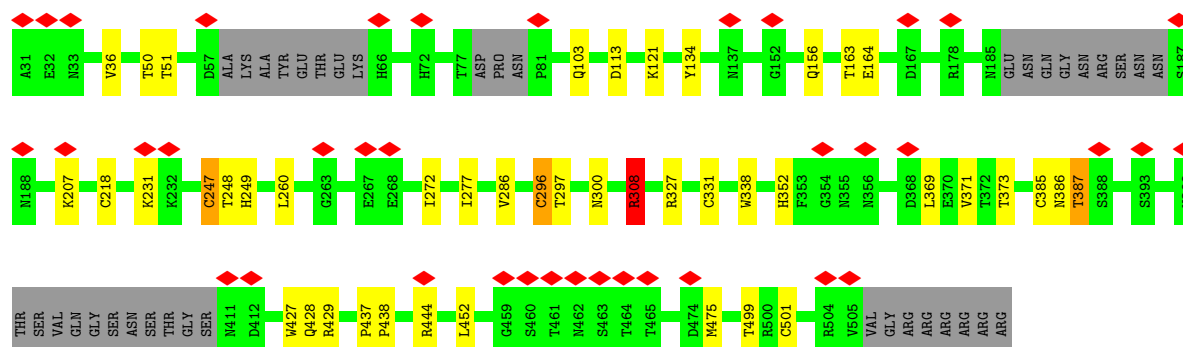 A31 E32 N33 V36 T50 T51 D57 ALA LYS ALA TYR GLU THR GLU LYS H66 H72 T77 ASP PRO ASN P81 Q103 D113 K121 Y134 N137 G152 Q156 T163 E164 D167 R178 N185 GLU ASN GLN GLY ASN ARG SER ASN ASN S187
N188 K207 C218 K231 K232 C247 T248 H249 L260 G263 E267 E268 I272 I277 V286 C296 T297 N300 R308 R327 C331 W338 H352 F353 G354 N355 N356 D368 L369 E370 V371 T372 T373 C385 N386 T387 S388 S393
THR SER VAL GLN GLY SER ASN SER THR GLY SER N411 D412 W427 Q428 R429 P437 P438 R444 L452 G459 S460 T461 N462 S463 T464 T465 D474 M475 T499 R500 C501 R504 V505 VAL GLY ARG ARG ARG ARG ARG ARG